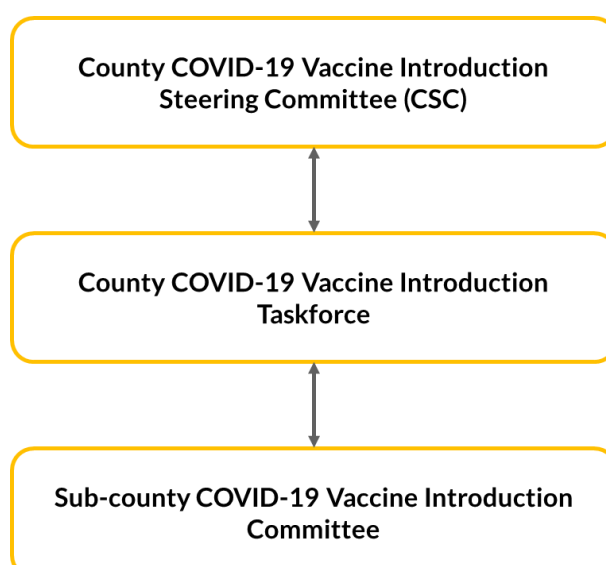 County COVID-19 Vaccine Introduction
Steering Committee (CSC)
County COVID-19 Vaccine Introduction
Taskforce
Sub-county COVID-19 Vaccine Introduction
Committee